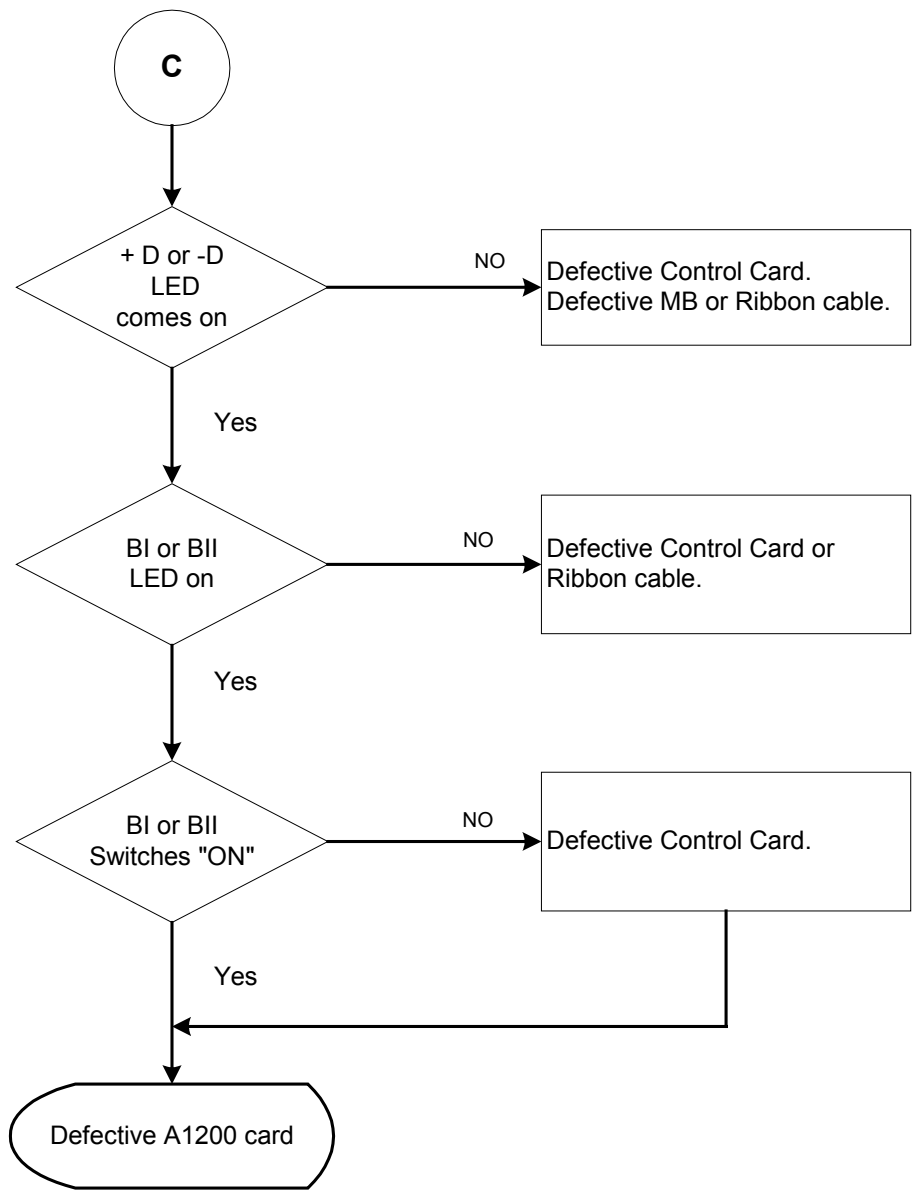 C
+ D or -D
LED
comes on
NO
Defective Control Card.
Defective MB or Ribbon cable.
Yes
BI or BII
LED on
NO
Defective Control Card or
Ribbon cable.
Yes
BI or BII
Switches "ON"
NO
Defective Control Card.
Yes
Defective A1200 card